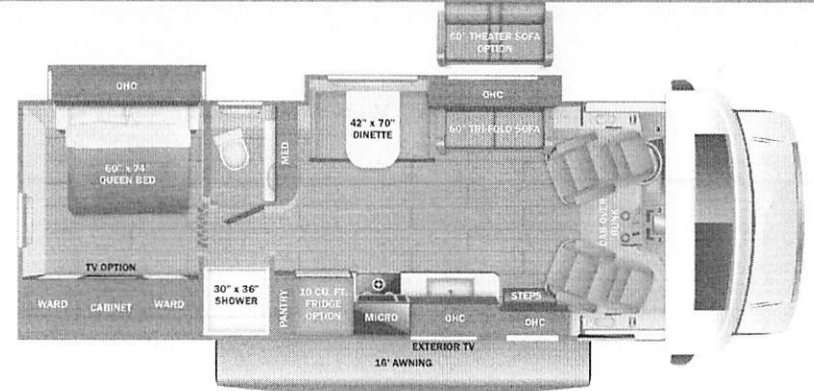 60" THEATER SOFA
OPTION
OHC
OHC
42" x 70"
DINETTE
60" TRI-FOLD SOFA
MED
60" x 74"
QUEEN BED
CAB-OVER
BUNK
TV OPTION
WARD
CABINET
WARD
30" x 36"
SHOWER
PANTRY
10 CU. FT.
FRIDGE
OPTION
MICRO
OHC
STEPS
OHC
EXTERIOR TV
16' AWNING